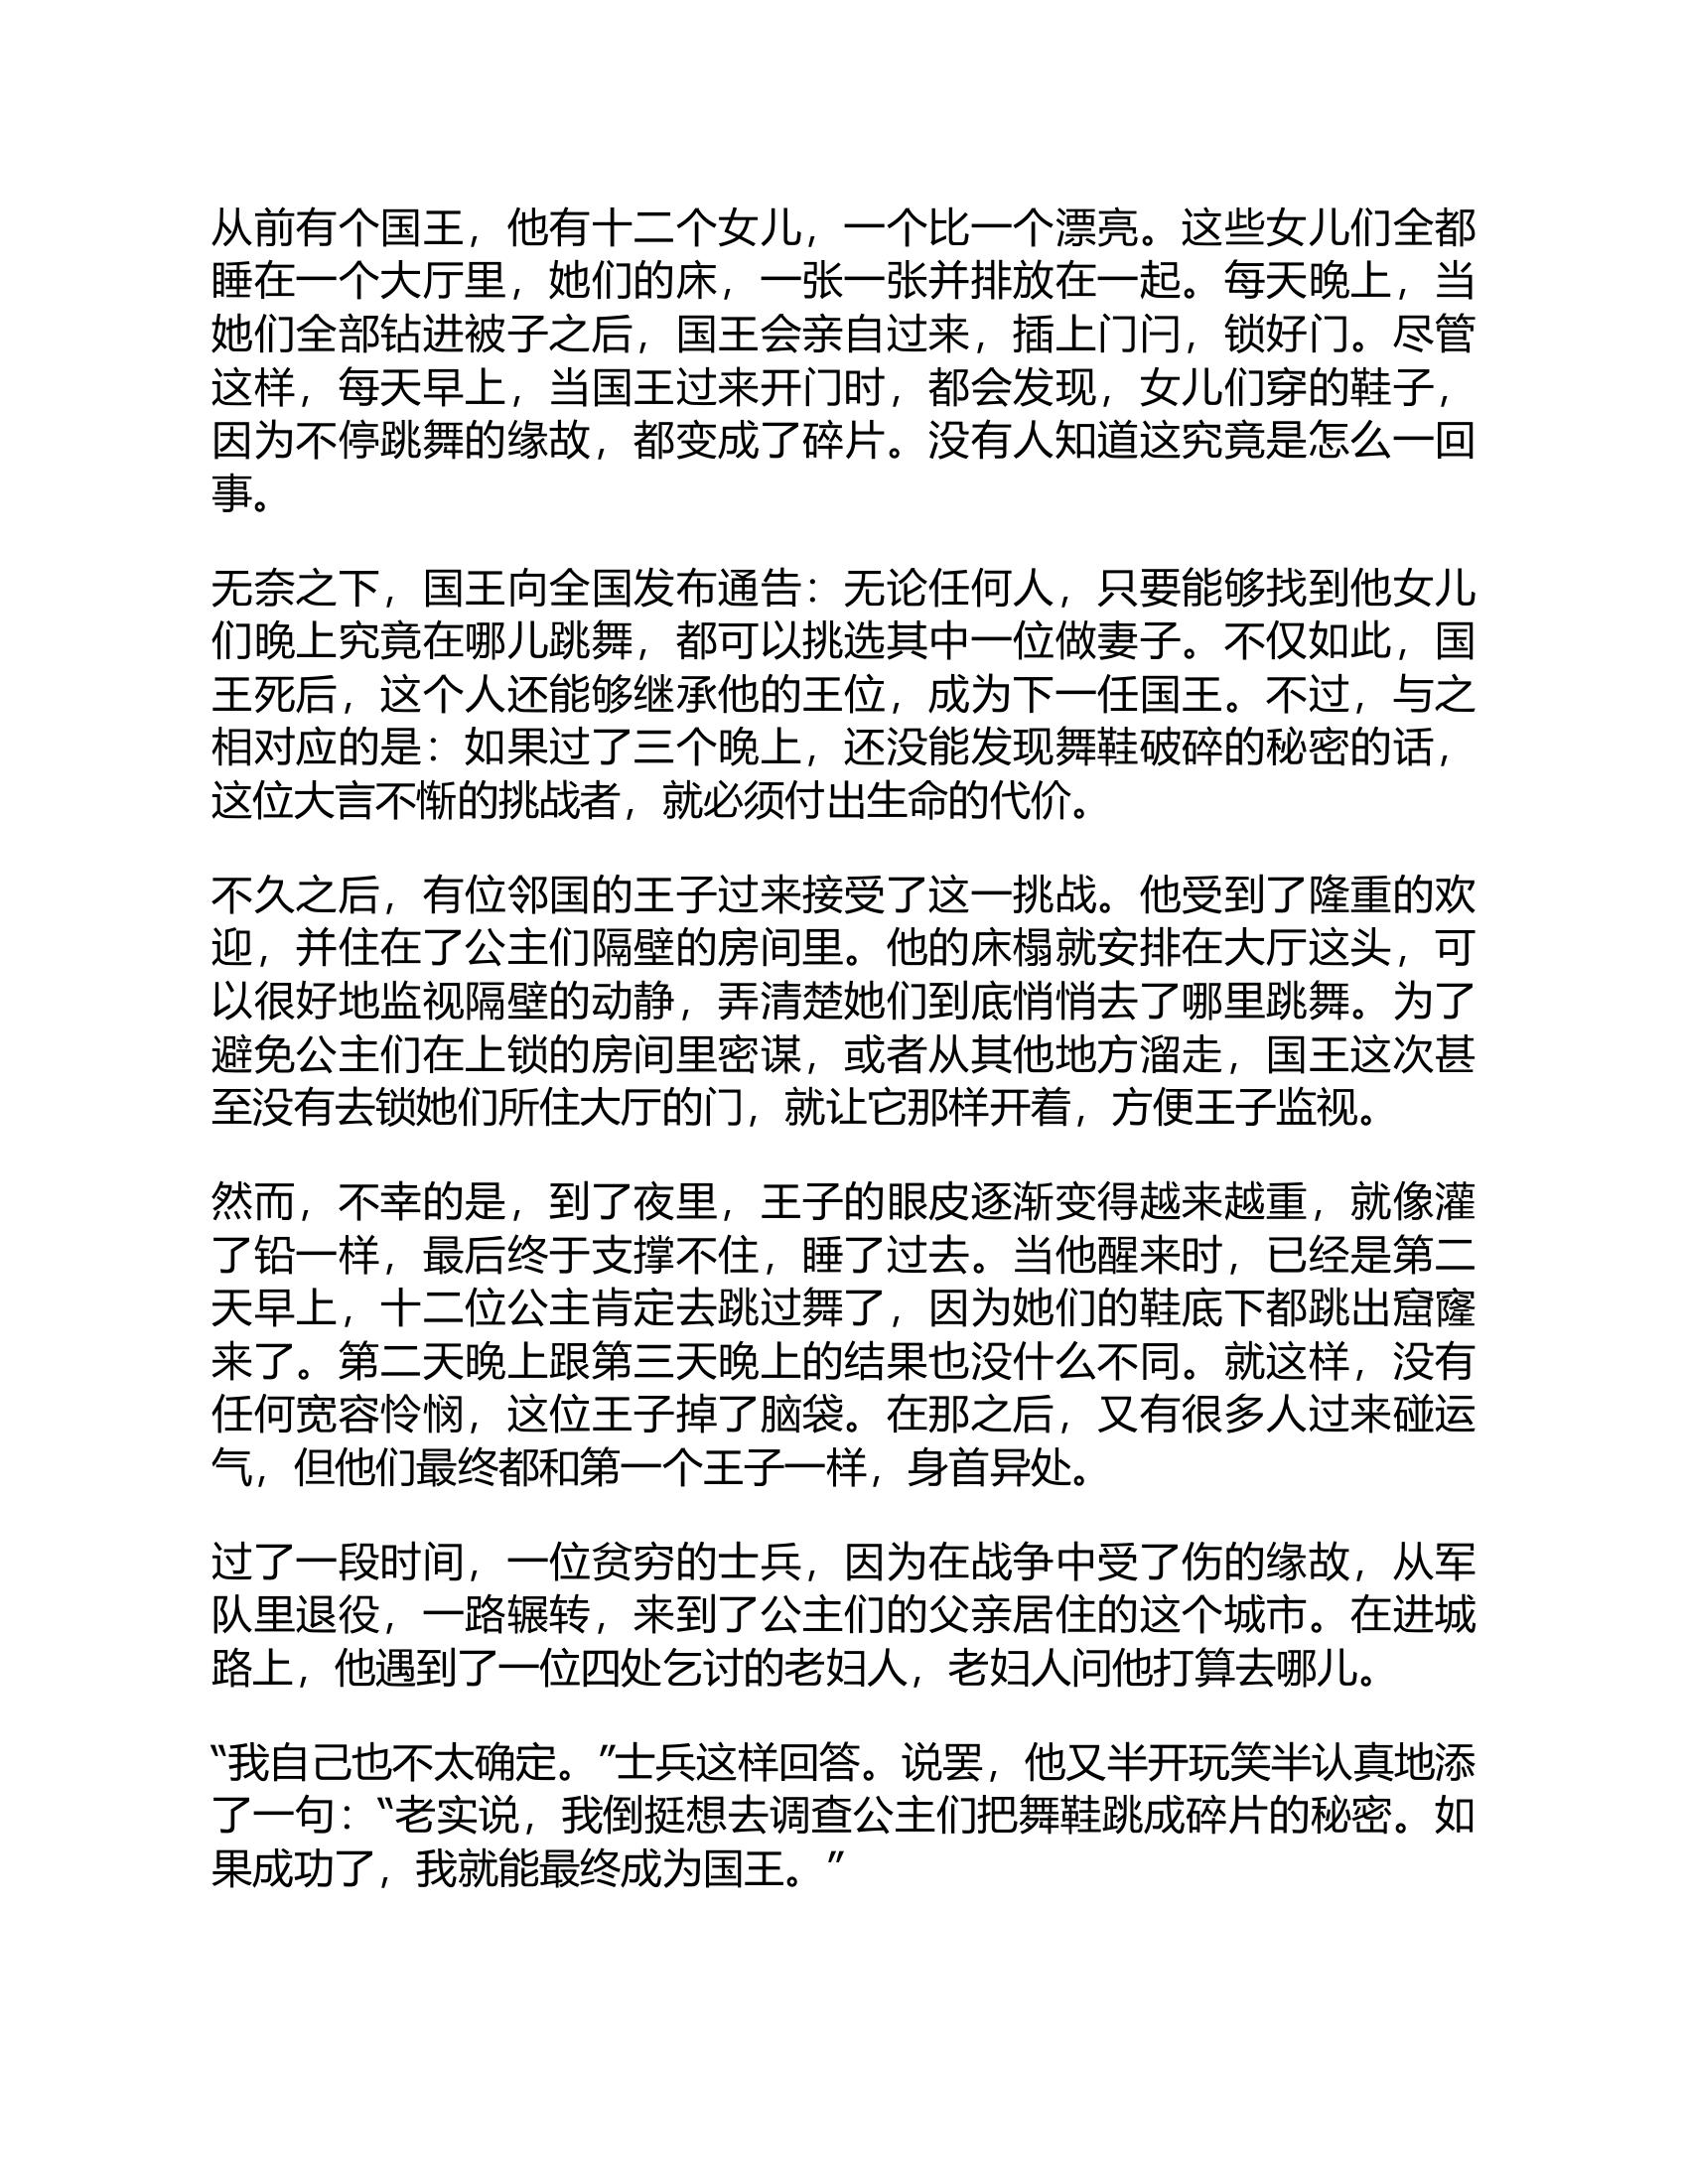 从前有个国王，他有十二个女儿，一个比一个漂亮。这些女儿们全都
睡在一个大厅里，她们的床，一张一张并排放在一起。每天晚上，当
她们全部钻进被子之后，国王会亲自过来，插上门闩，锁好门。尽管
这样，每天早上，当国王过来开门时，都会发现，女儿们穿的鞋子，
因为不停跳舞的缘故，都变成了碎片。没有人知道这究竟是怎么一回
事。
无奈之下，国王向全国发布通告：无论任何人，只要能够找到他女儿
们晚上究竟在哪儿跳舞，都可以挑选其中一位做妻子。不仅如此，国
王死后，这个人还能够继承他的王位，成为下一任国王。不过，与之
相对应的是：如果过了三个晚上，还没能发现舞鞋破碎的秘密的话，
这位大言不惭的挑战者，就必须付出生命的代价。
不久之后，有位邻国的王子过来接受了这一挑战。他受到了隆重的欢
迎，并住在了公主们隔壁的房间里。他的床榻就安排在大厅这头，可
以很好地监视隔壁的动静，弄清楚她们到底悄悄去了哪里跳舞。为了
避免公主们在上锁的房间里密谋，或者从其他地方溜走，国王这次甚
至没有去锁她们所住大厅的门，就让它那样开着，方便王子监视。
然而，不幸的是，到了夜里，王子的眼皮逐渐变得越来越重，就像灌
了铅一样，最后终于支撑不住，睡了过去。当他醒来时，已经是第二
天早上，十二位公主肯定去跳过舞了，因为她们的鞋底下都跳出窟窿
来了。第二天晚上跟第三天晚上的结果也没什么不同。就这样，没有
任何宽容怜悯，这位王子掉了脑袋。在那之后，又有很多人过来碰运
气，但他们最终都和第一个王子一样，身首异处。
过了一段时间，一位贫穷的士兵，因为在战争中受了伤的缘故，从军
队里退役，一路辗转，来到了公主们的父亲居住的这个城市。在进城
路上，他遇到了一位四处乞讨的老妇人，老妇人问他打算去哪儿。
“我自己也不太确定。”士兵这样回答。说罢，他又半开玩笑半认真地添
了一句：“老实说，我倒挺想去调查公主们把舞鞋跳成碎片的秘密。如
果成功了，我就能最终成为国王。”